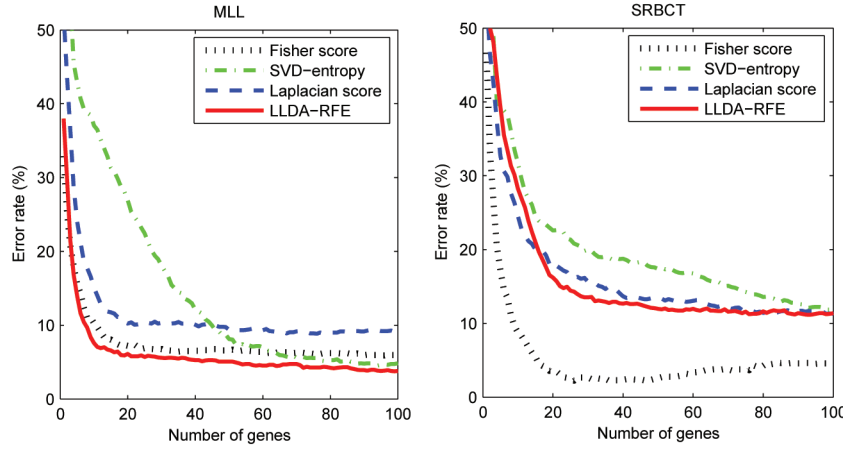 MLL
50
40
30
20
10
0
Error rate (%)
Fisher score
SVD−entropy
Laplacian score
LLDA−RFE
0 20 40 60 80 100
Number of genes
SRBCT
50
40
30
20
10
0
Error rate (%)
Fisher score
SVD−entropy
Laplacian score
LLDA−RFE
0 20 40 60 80 100
Number of genes